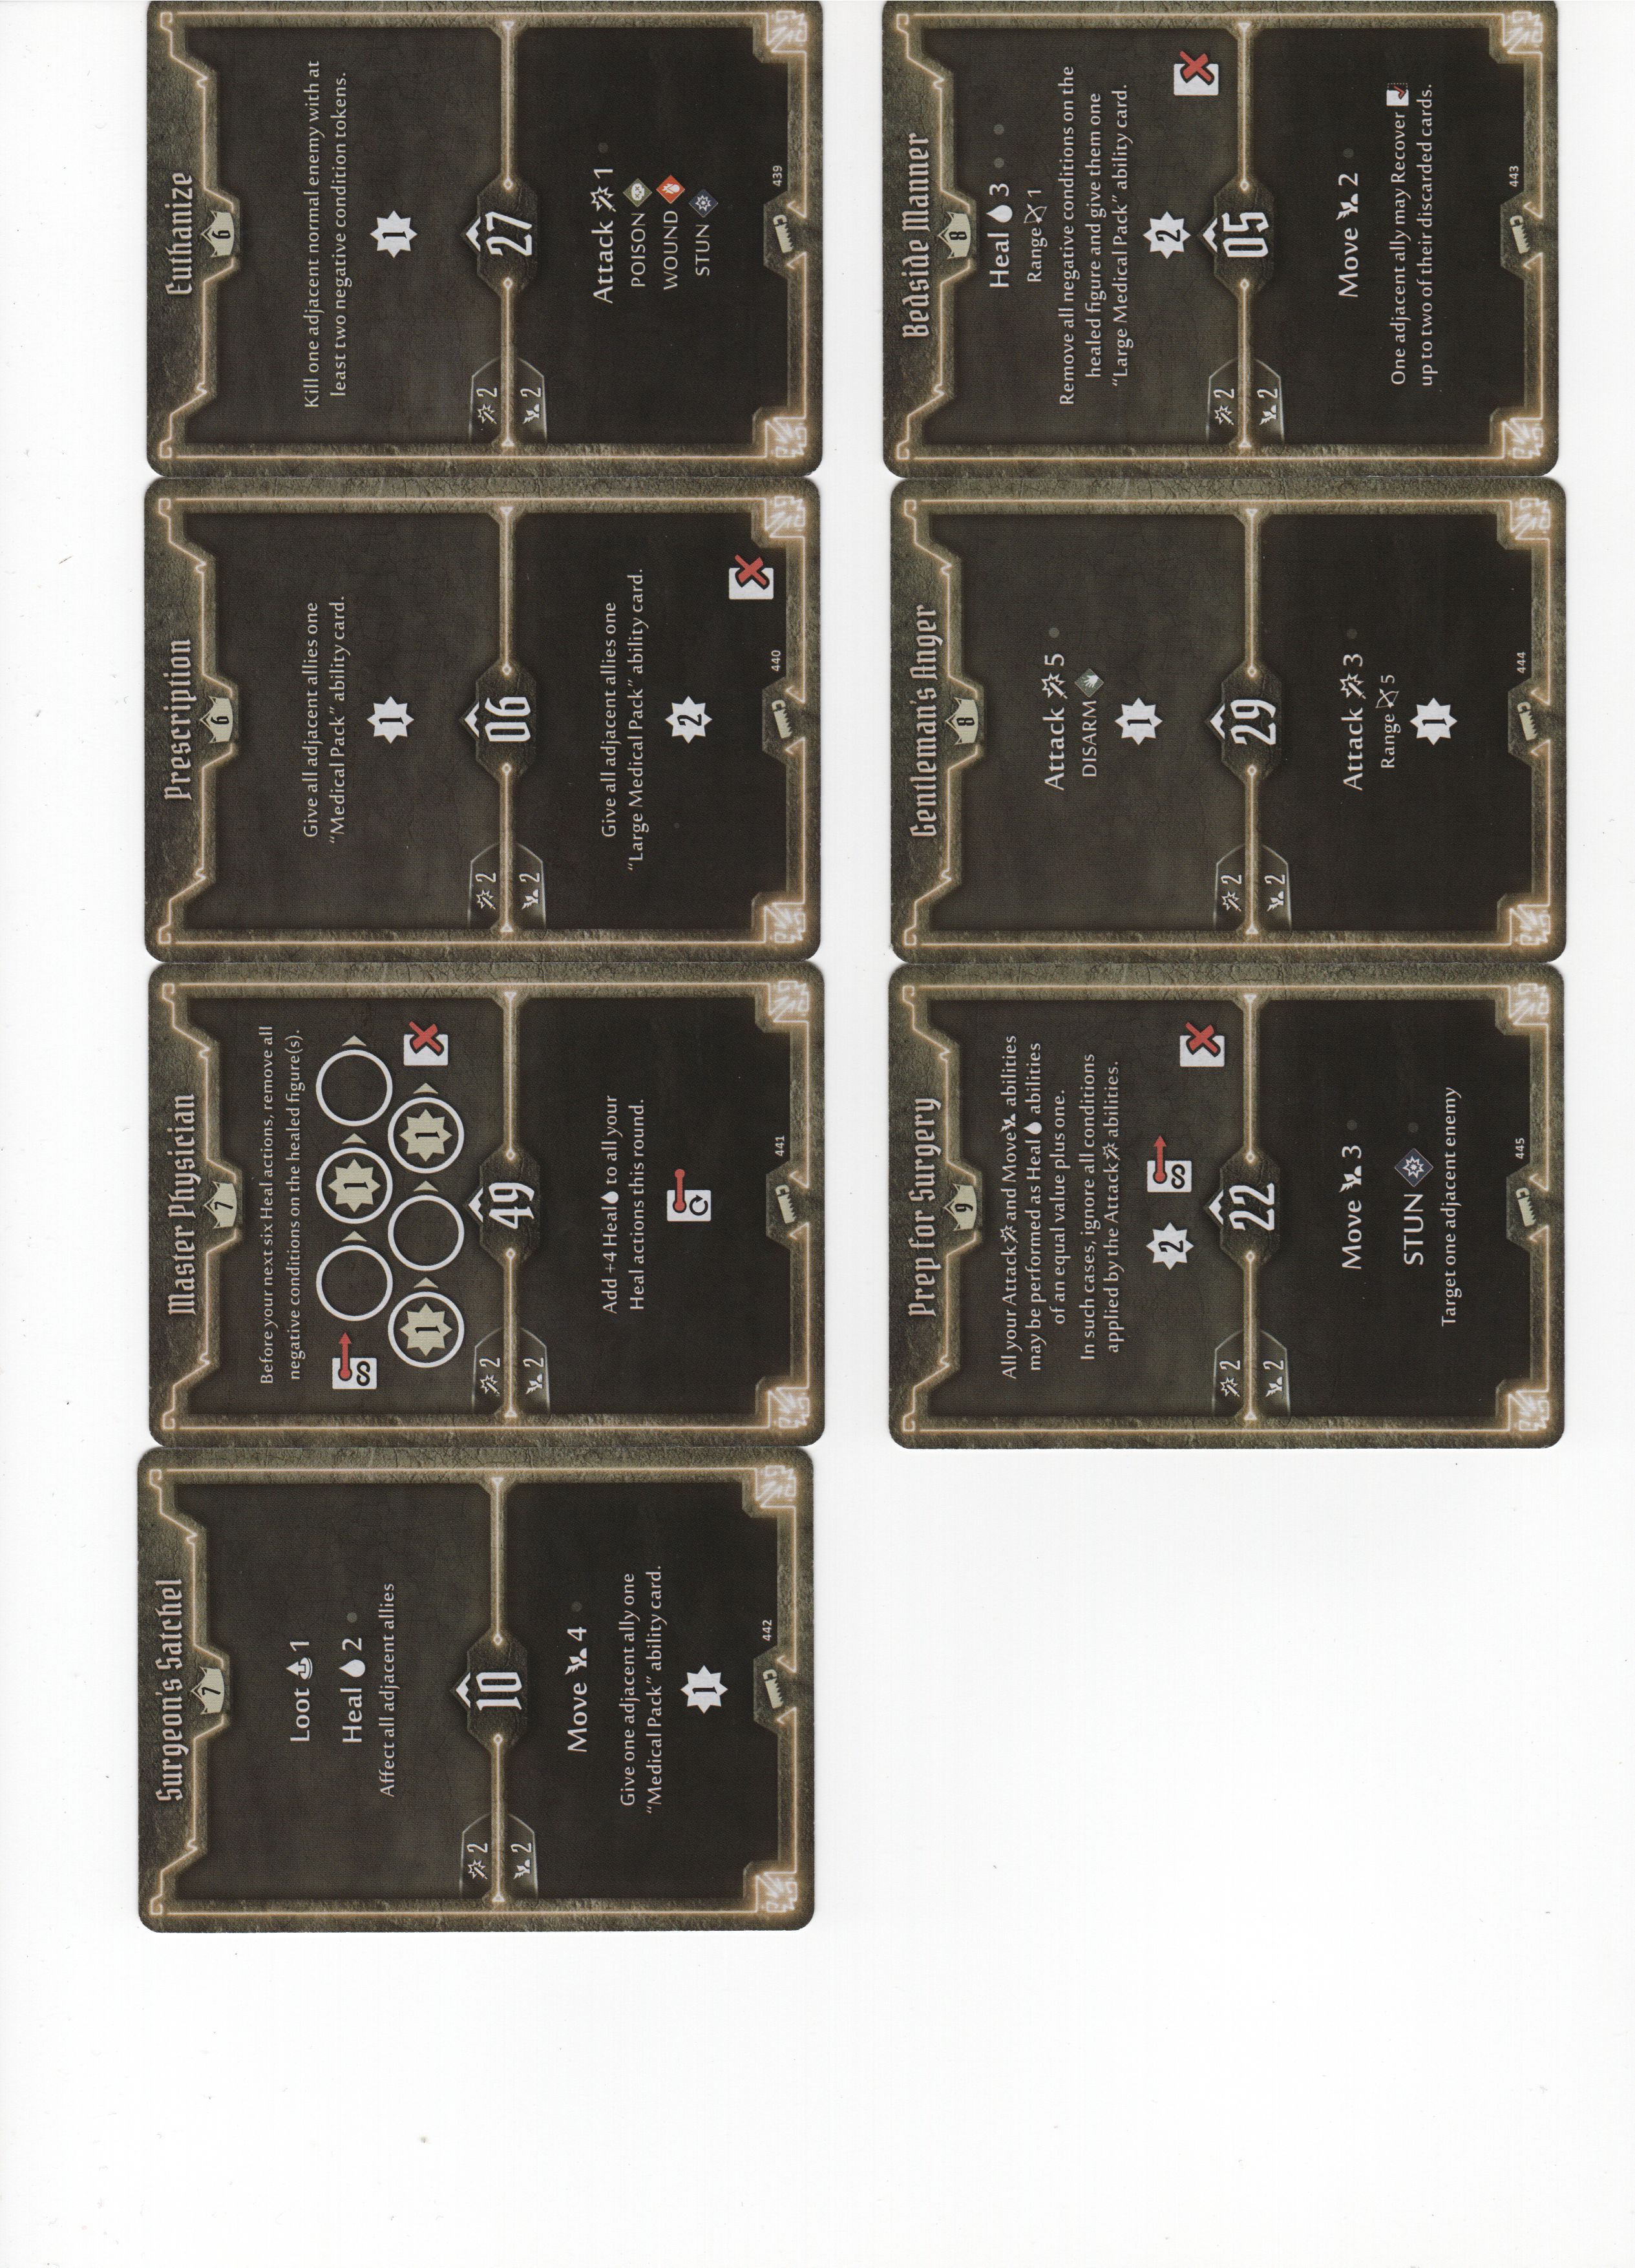 Surgeon's Satchel
7
Loot 1
Heal 2
Affect all adjacent allies
2
10
2
Move 4
Give one adjacent ally one
“Medical Pack” ability card.
1
442
Master Physician
7
Before your next six Heal actions, remove all
negative conditions on the healed figure(s).
1
1
1
2
49
2
Add +4 Heal to all your
Heal actions this round.
441
Prescription
6
Give all adjacent allies one
“Medical Pack” ability card.
1
2
06
2
Give all adjacent allies one
“Large Medical Pack” ability card.
2
440
Euthanize
6
Kill one adjacent normal enemy with at
least two negative condition tokens.
1
2
27
2
Attack 1
POISON
WOUND
STUN
439
Prep for Surgery
9
All your Attack and Move abilities
may be performed as Heal abilities
of an equal value plus one.
In such cases, ignore all conditions
applied by the Attack abilities.
2
2
22
2
Move 3
STUN
Target one adjacent enemy
445
Gentleman's Anger
8
Attack 5
DISARM
1
2
29
2
Attack 3
Range 5
1
444
Bedside Manner
8
Heal 3
Range 1
Remove all negative conditions on the
healed figure and give them one
“Large Medical Pack” ability card.
2
2
05
2
Move 2
One adjacent ally may Recover
up to two of their discarded cards.
443